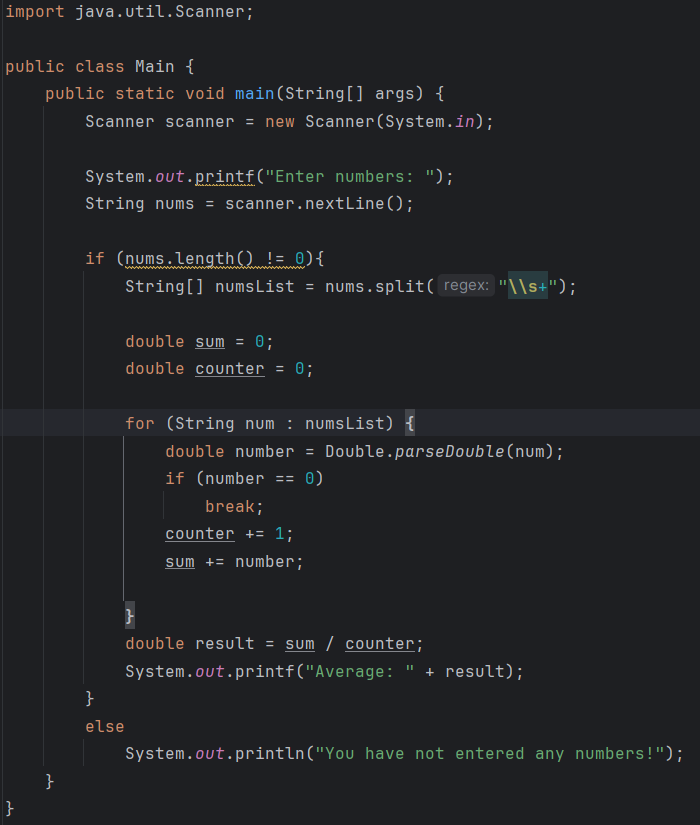 import java.util.Scanner;
public class Main {
public static void main(String[] args) {
Scanner scanner = new Scanner(System.in);
System.out.printf("Enter numbers: ");
String nums = scanner.nextLine();
if (nums.length() != 0){
String[] numsList = nums.split( regex: "\\s+");
double sum = 0;
double counter = 0;
for (String num : numsList) {
double number = Double.parseDouble(num);
if (number == 0)
break;
counter += 1;
sum += number;
}
double result = sum / counter;
System.out.printf("Average: " + result);
}
else
System.out.println("You have not entered any numbers!");
}
}